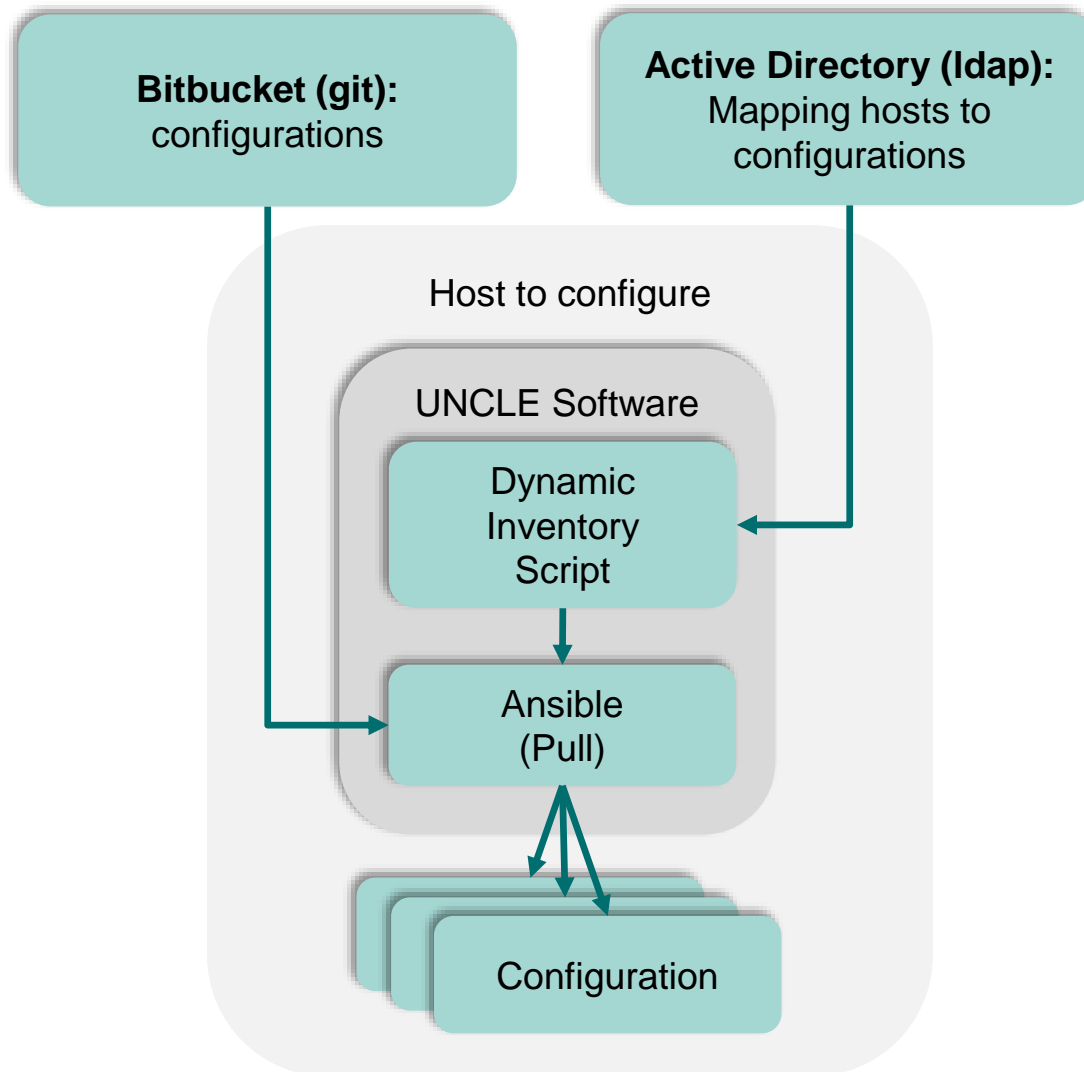 Bitbucket (git):
configurations
Active Directory (ldap):
Mapping hosts to
configurations
Host to configure
UNCLE Software
Dynamic
Inventory
Script
Ansible
(Pull)
Configuration